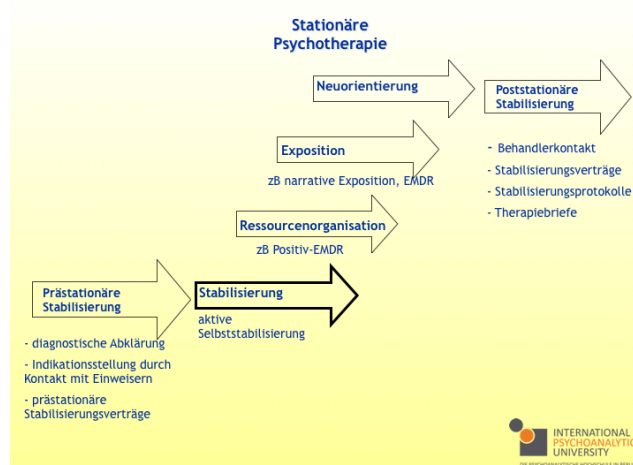 Stationäre
Psychotherapie
Neuorientierung
Poststationäre
Stabilisierung
- Behandlerkontakt
- Stabilisierungsverträge
- Stabilisierungsprotokolle
- Therapiebriefe
Exposition
zB narrative Exposition, EMDR
Ressourcenorganisation
zB Positiv-EMDR
Prästationäre
Stabilisierung
- diagnostische Abklärung
- Indikationsstellung durch
Kontakt mit Einweisern
- prästationäre
Stabilisierungsverträge
Stabilisierung
aktive
Selbststabilisierung
INTERNATIONAL
PSYCHOANALYTIC
UNIVERSITY